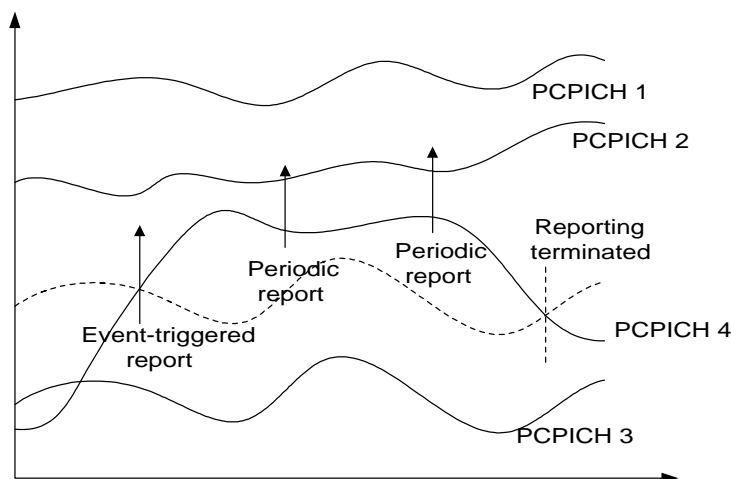 PCPICH 1
PCPICH 2
Reporting
terminated
Periodic
report
Periodic
report
Event-triggered
report
PCPICH 4
PCPICH 3